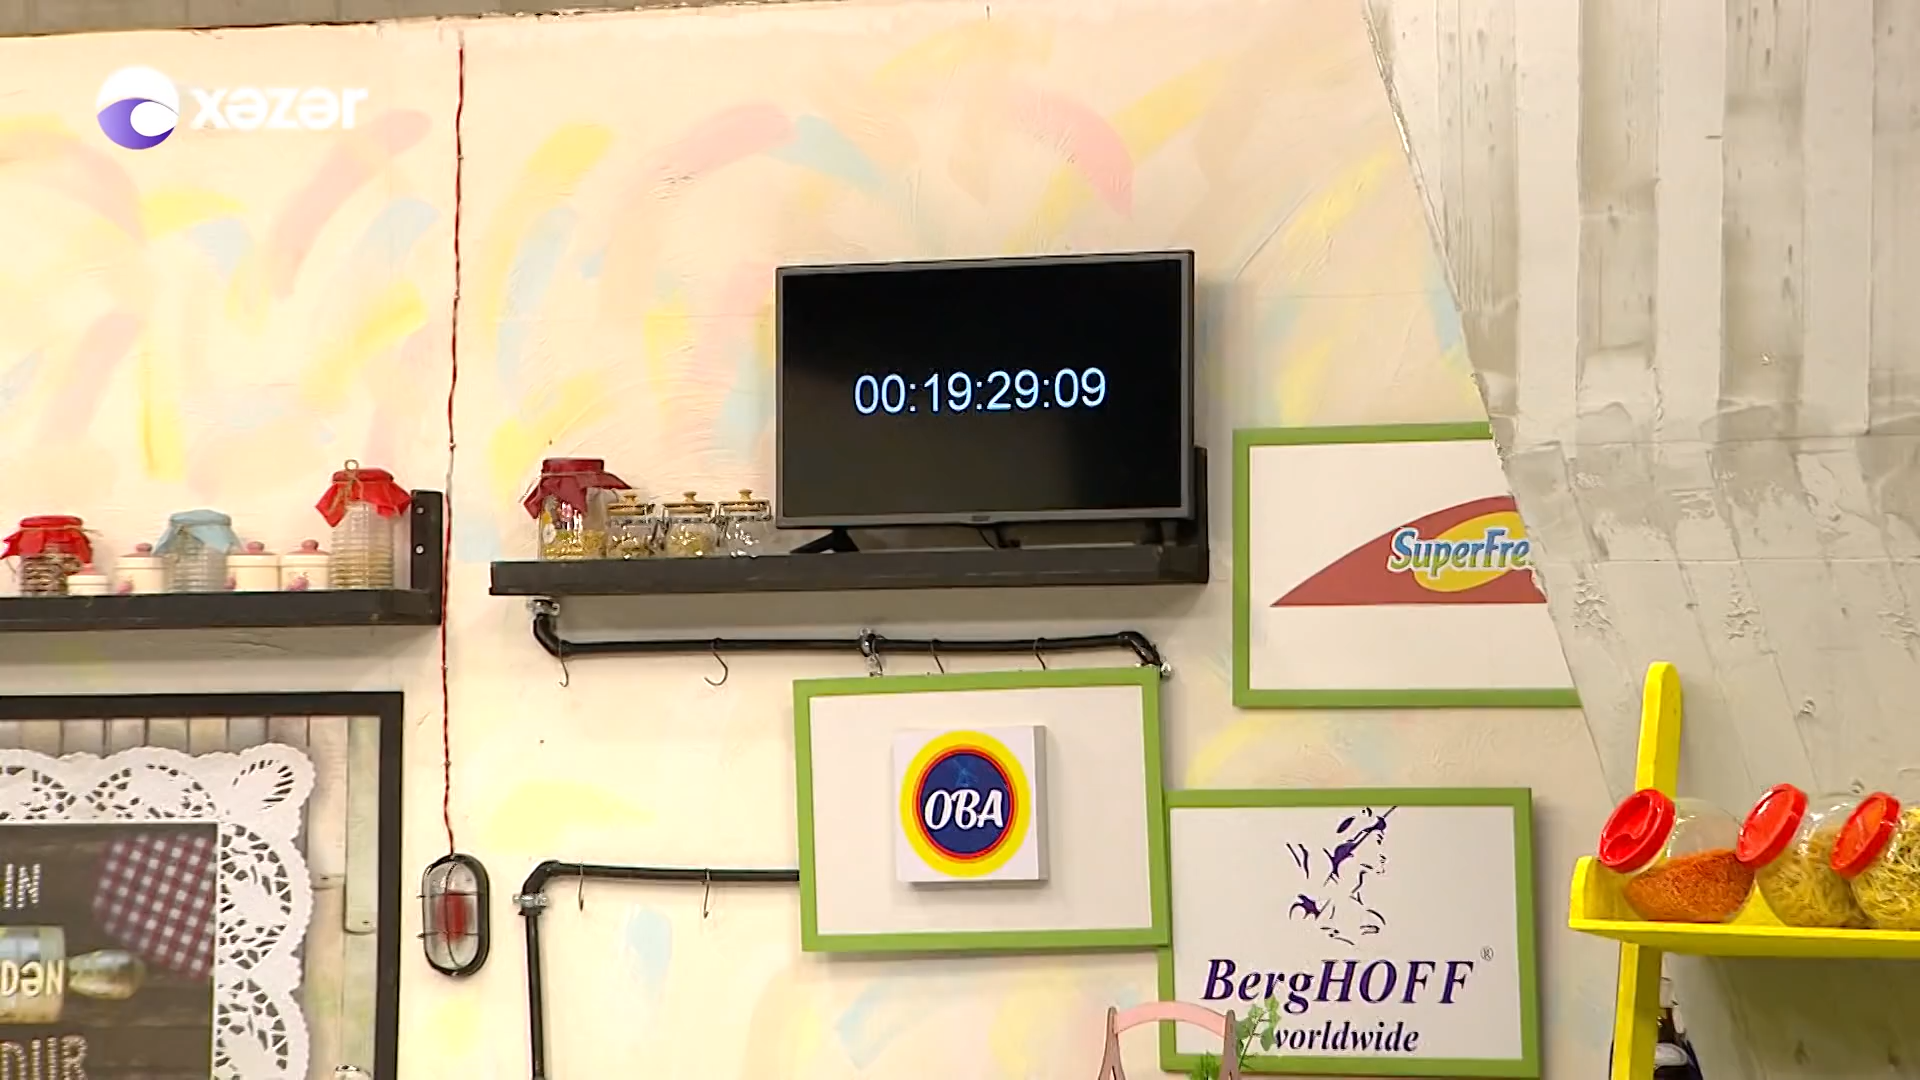 xəzər
00:19:29:09
SuperFre
OBA
BergHOFF®
worldwide
DƏN